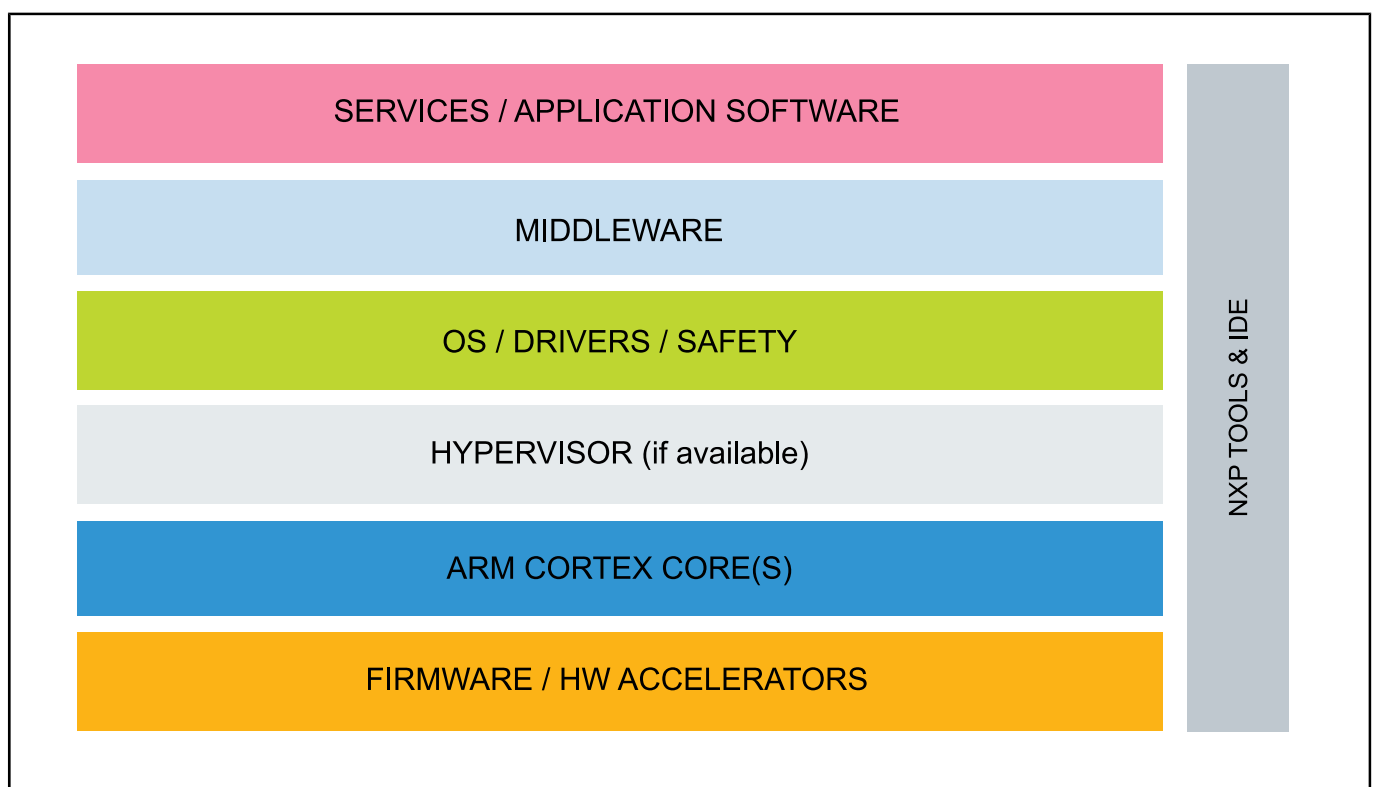 SERVICES / APPLICATION SOFTWARE
MIDDLEWARE
OS / DRIVERS / SAFETY
HYPERVISOR (if available)
ARM CORTEX CORE(S)
FIRMWARE / HW ACCELERATORS
NXP TOOLS & IDE